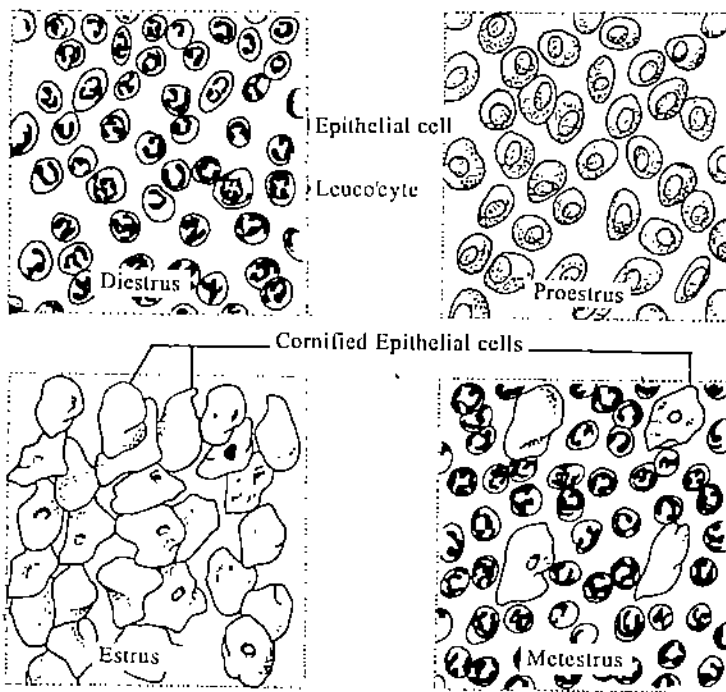 Epithelial cell
Leucocyte
Diestrus
Proestrus
Cornified Epithelial cells
Estrus
Metestrus